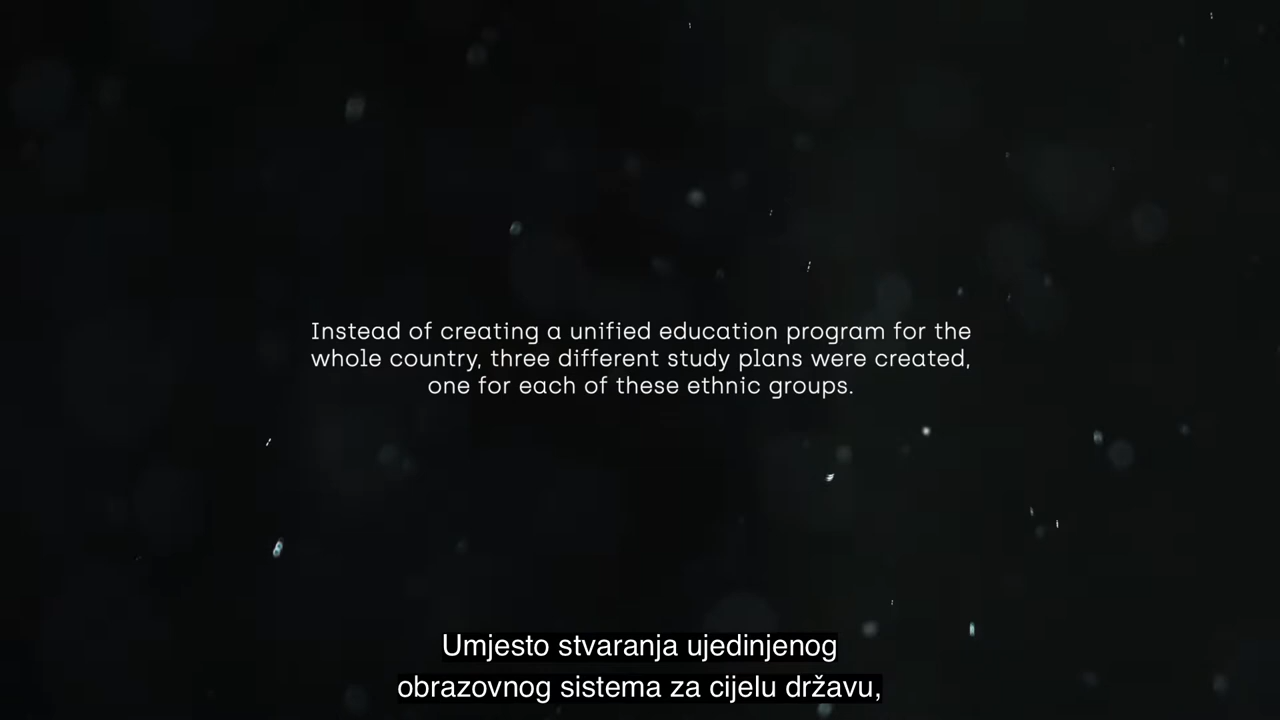 Instead of creating a unified education program for the
whole country, three different study plans were created,
one for each of these ethnic groups.
Umjesto stvaranja ujedinjenog
obrazovnog sistema za cijelu državu,